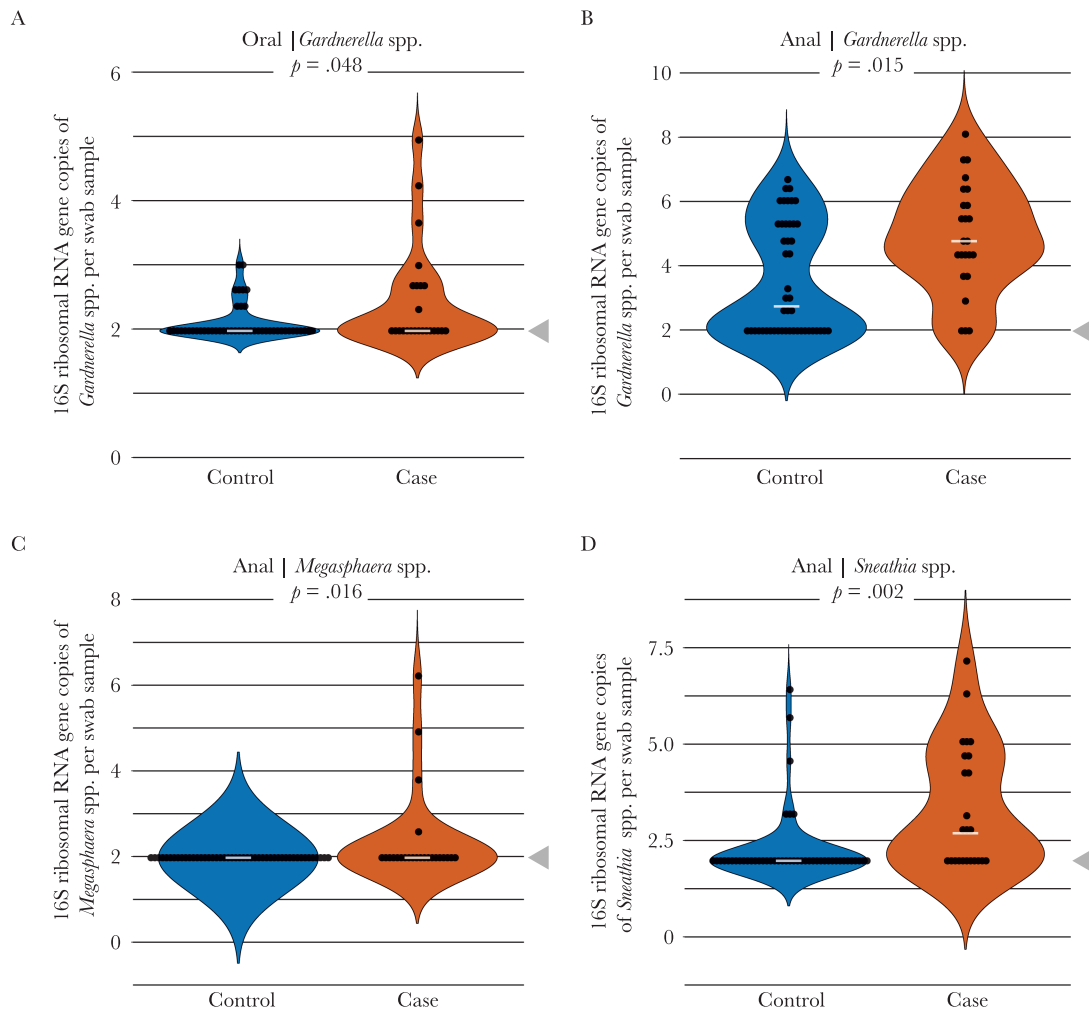 A
Oral | Gardnerella spp.
p = .048
16S ribosomal RNA gene copies of
Gardnerella spp. per swab sample
6
4
2
0
Control
Case
B
Anal | Gardnerella spp.
p = .015
16S ribosomal RNA gene copies of
Gardnerella spp. per swab sample
10
8
6
4
2
0
Control
Case
C
Anal | Megasphaera spp.
p = .016
16S ribosomal RNA gene copies of
Megasphaera spp. per swab sample
8
6
4
2
0
Control
Case
D
Anal | Sneathia spp.
p = .002
16S ribosomal RNA gene copies
of Sneathia spp. per swab sample
7.5
5.0
2.5
0
Control
Case